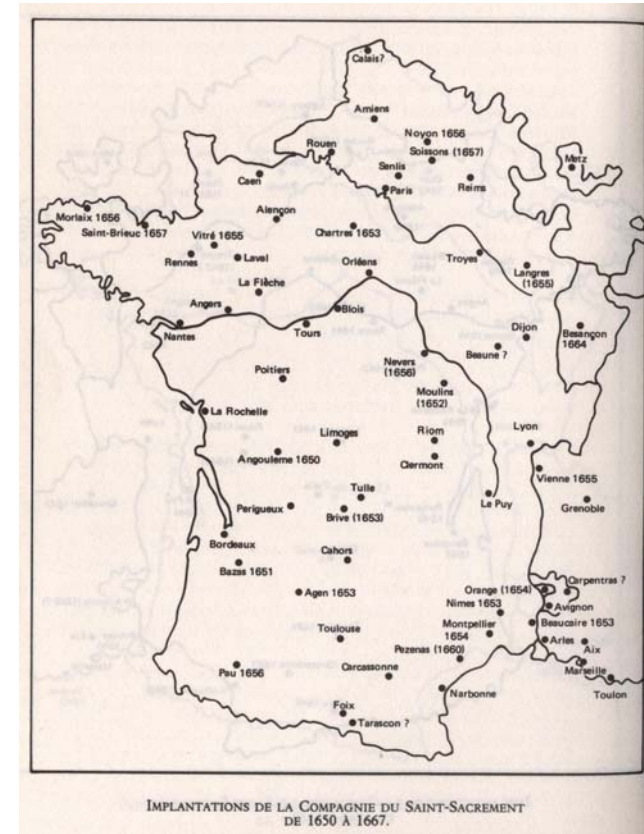 Calais?
Amiens
Noyon 1656
Rouen
Soissons (1657)
Senlis
Metz
Caen
Paris
Reims
Morlaix 1656
Alençon
Saint-Brieuc 1657
Vitré 1655
Chartres 1653
Rennes
Laval
Troyes
Orléans
Langres
(1655)
La Flèche
Angers
Blois
Nantes
Tours
Dijon
Besançon
1664
Nevers
(1656)
Beaune ?
Poitiers
Moulins
(1652)
La Rochelle
Limoges
Riom
Lyon
Angouleme 1650
Clermont
Vienne 1655
Tulle
La Puy
Perigueux
Brive (1653)
Grenoble
Bordeaux
Cahors
Bazas 1651
Agen 1653
Orange (1654)
Carpentras ?
Nimes 1653
Avignon
Toulouse
Montpellier
1654
Beaucaire 1653
Arles
Aix
Pau 1656
Pezenas (1660)
Carcassonne
Marseille
Narbonne
Toulon
Foix
Tarascon ?
IMPLANTATIONS DE LA COMPAGNIE DU SAINT-SACREMENT
DE 1650 À 1667.